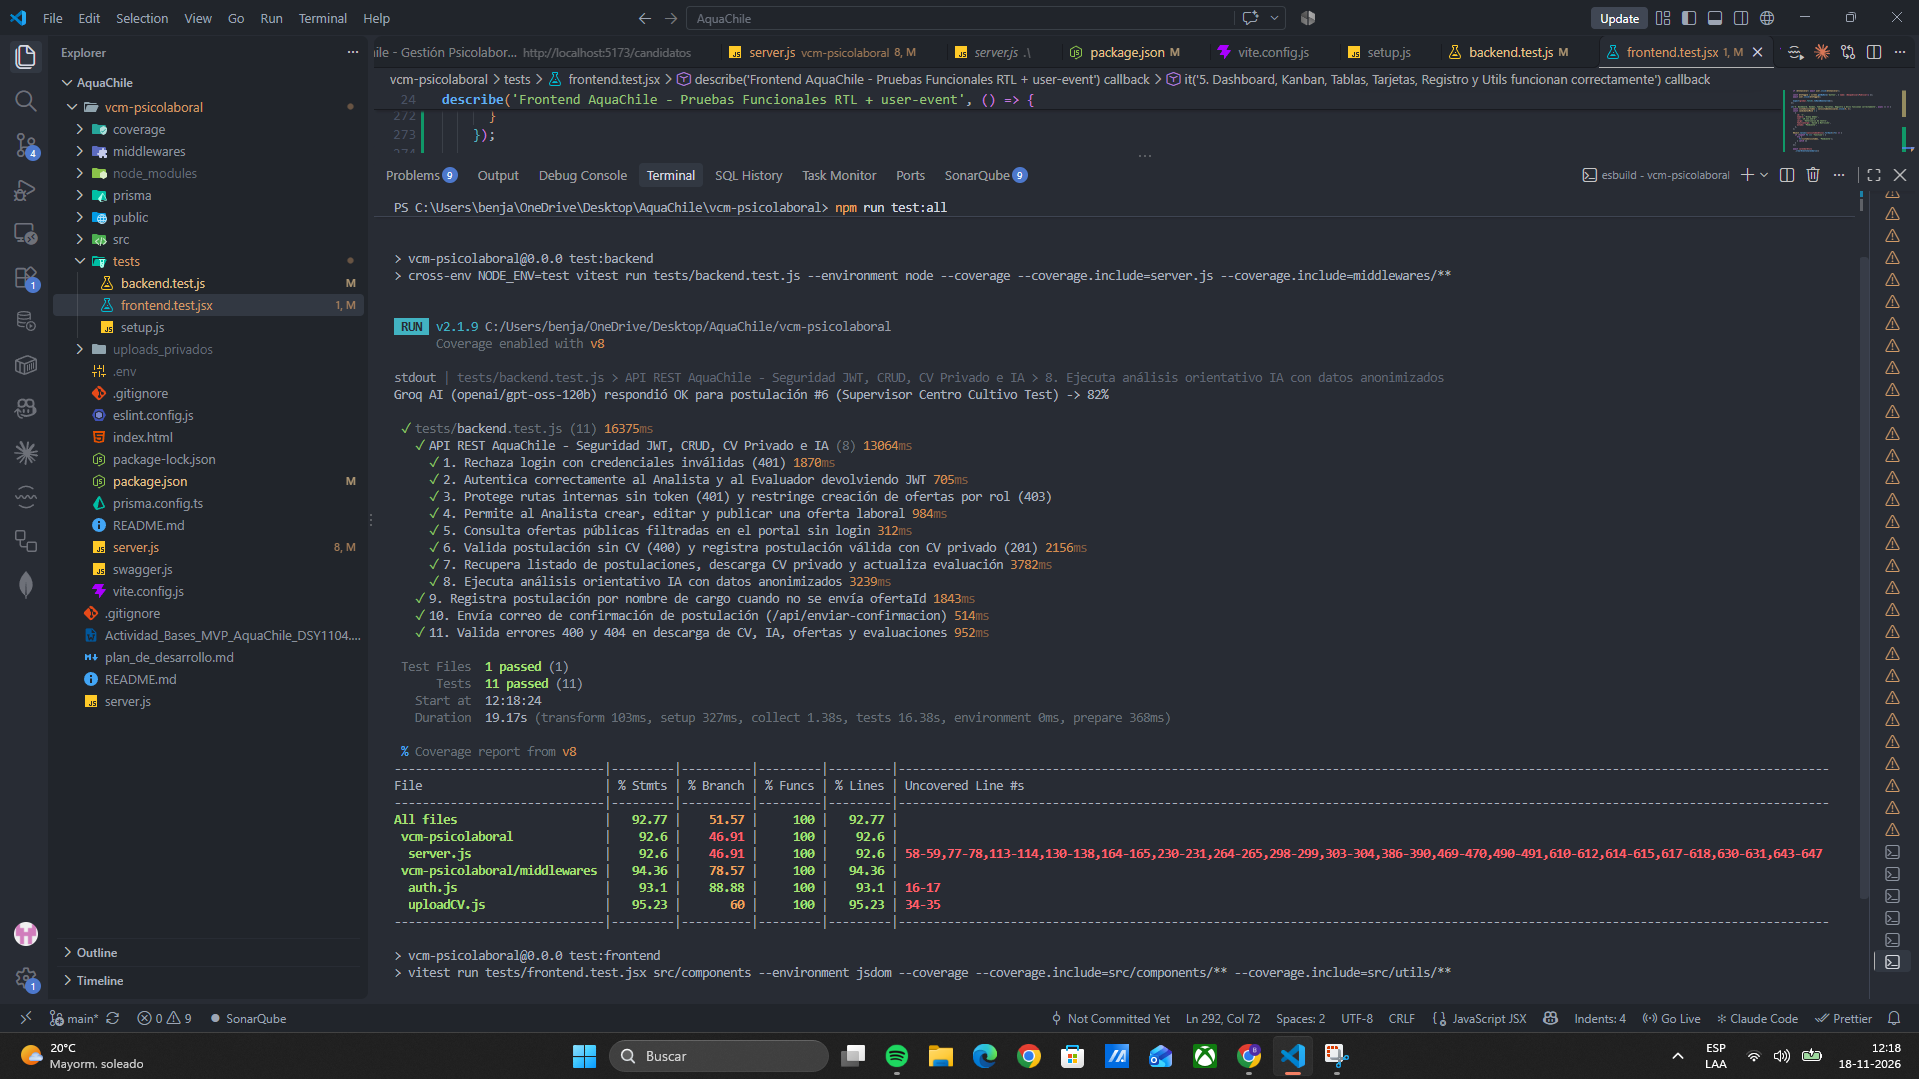 File Edit Selection View Go Run Terminal Help
AquaChile
Update
Explorer
AquaChile
vcm-psicolaboral
coverage
middlewares
node_modules
prisma
public
src
tests
backend.test.js M
frontend.test.jsx 1, M
setup.js
uploads_privados
.env
.gitignore
eslint.config.js
index.html
package-lock.json
package.json M
prisma.config.ts
README.md
server.js 8, M
swagger.js
vite.config.js
.gitignore
Actividad_Bases_MVP_AquaChile_DSY1104....
plan_de_desarrollo.md
README.md
server.js
Outline
Timeline
ile - Gestión Psicolabor... http://localhost:5173/candidatos
server.js vcm-psicolaboral 8, M
server.js .\
package.json M
vite.config.js
setup.js
backend.test.js M
frontend.test.jsx 1, M
vcm-psicolaboral > tests > frontend.test.jsx > describe('Frontend AquaChile - Pruebas Funcionales RTL + user-event') callback > it('5. Dashboard, Kanban, Tablas, Tarjetas, Registro y Utils funcionan correctamente') callback
24 describe('Frontend AquaChile - Pruebas Funcionales RTL + user-event', () => {
272 }
273 });
274
Problems 9 Output Debug Console Terminal SQL History Task Monitor Ports SonarQube 9
esbuild - vcm-psicolaboral
PS C:\Users\benja\OneDrive\Desktop\AquaChile\vcm-psicolaboral> npm run test:all
> vcm-psicolaboral@0.0.0 test:backend
> cross-env NODE_ENV=test vitest run tests/backend.test.js --environment node --coverage --coverage.include=server.js --coverage.include=middlewares/**
RUN v2.1.9 C:/Users/benja/OneDrive/Desktop/AquaChile/vcm-psicolaboral
Coverage enabled with v8
stdout | tests/backend.test.js > API REST AquaChile - Seguridad JWT, CRUD, CV Privado e IA > 8. Ejecuta análisis orientativo IA con datos anonimizados
Groq AI (openai/gpt-oss-120b) respondió OK para postulación #6 (Supervisor Centro Cultivo Test) -> 82%
✓ tests/backend.test.js (11) 16375ms
✓ API REST AquaChile - Seguridad JWT, CRUD, CV Privado e IA (8) 13064ms
✓ 1. Rechaza login con credenciales inválidas (401) 1870ms
✓ 2. Autentica correctamente al Analista y al Evaluador devolviendo JWT 705ms
✓ 3. Protege rutas internas sin token (401) y restringe creación de ofertas por rol (403)
✓ 4. Permite al Analista crear, editar y publicar una oferta laboral 984ms
✓ 5. Consulta ofertas públicas filtradas en el portal sin login 312ms
✓ 6. Valida postulación sin CV (400) y registra postulación válida con CV privado (201) 2156ms
✓ 7. Recupera listado de postulaciones, descarga CV privado y actualiza evaluación 3782ms
✓ 8. Ejecuta análisis orientativo IA con datos anonimizados 3239ms
✓ 9. Registra postulación por nombre de cargo cuando no se envía ofertaId 1843ms
✓ 10. Envía correo de confirmación de postulación (/api/enviar-confirmacion) 514ms
✓ 11. Valida errores 400 y 404 en descarga de CV, IA, ofertas y evaluaciones 952ms
Test Files 1 passed (1)
Tests 11 passed (11)
Start at 12:18:24
Duration 19.17s (transform 103ms, setup 327ms, collect 1.38s, tests 16.38s, environment 0ms, prepare 368ms)
% Coverage report from v8
File | % Stmts | % Branch | % Funcs | % Lines | Uncovered Line #s
All files | 92.77 | 51.57 | 100 | 92.77 |
vcm-psicolaboral | 92.6 | 46.91 | 100 | 92.6 |
server.js | 92.6 | 46.91 | 100 | 92.6 | 58-59,77-78,113-114,130-138,164-165,230-231,264-265,298-299,303-304,386-390,469-470,490-491,610-612,614-615,617-618,630-631,643-647
vcm-psicolaboral/middlewares | 94.36 | 78.57 | 100 | 94.36 |
auth.js | 93.1 | 88.88 | 100 | 93.1 | 16-17
uploadCV.js | 95.23 | 60 | 100 | 95.23 | 34-35
> vcm-psicolaboral@0.0.0 test:frontend
> vitest run tests/frontend.test.jsx src/components --environment jsdom --coverage --coverage.include=src/components/** --coverage.include=src/utils/**
4
1
1
main* 0 9 SonarQube
Not Committed Yet Ln 292, Col 72 Spaces: 2 UTF-8 CRLF JavaScript JSX Indents: 4 Go Live Claude Code Prettier
20°C
Mayorm. soleado
Buscar
ESP
LAA
12:18
18-11-2026